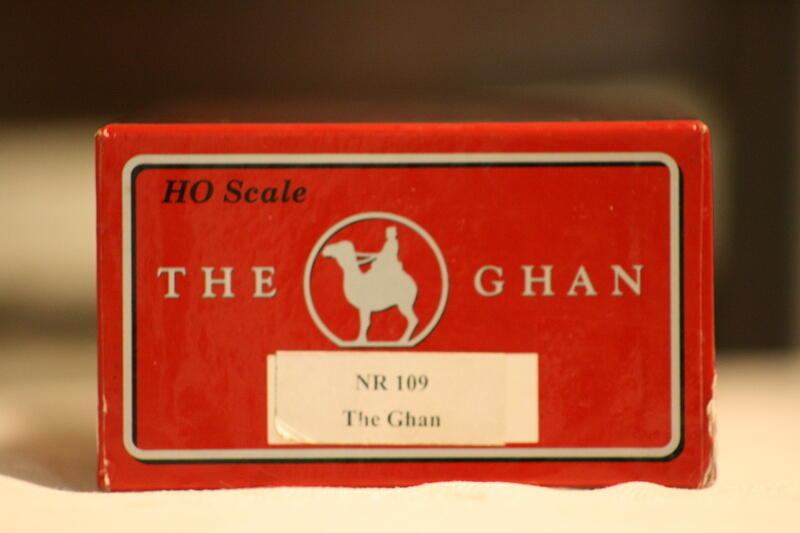 HO Scale
THE GHAN
NR 109
The Ghan